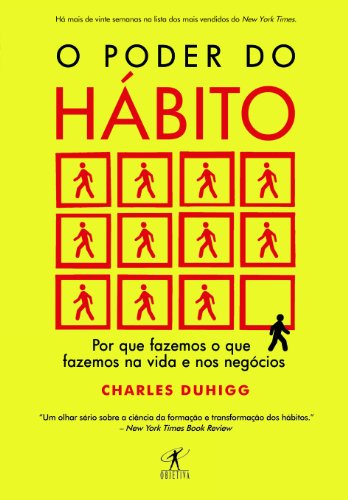 Há mais de vinte semanas na lista dos mais vendidos do New York Times.
O PODER DO
HÁBITO
Por que fazemos o que
fazemos na vida e nos negócios
CHARLES DUHIGG
“Um olhar sério sobre a ciência da formação e transformação dos hábitos.”
– New York Times Book Review
OBJETIVA